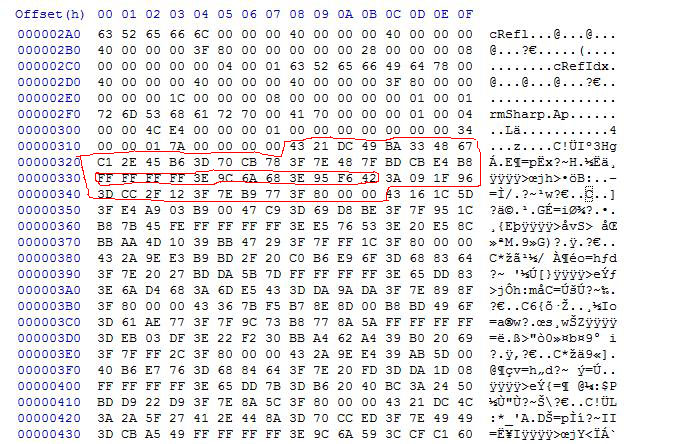 Offset(h) 00 01 02 03 04 05 06 07 08 09 0A 0B 0C 0D 0E 0F
000002A0 63 52 65 66 6C 00 00 00 40 00 00 00 40 00 00 00 cRefl...@...@...
000002B0 40 00 00 00 3F 80 00 00 00 00 00 28 00 00 00 08 @...?€.....(....
000002C0 00 00 00 00 00 04 00 01 63 52 65 66 49 64 78 00 ........cRefIdx.
000002D0 40 00 00 00 40 00 00 00 40 00 00 00 3F 80 00 00 @...@...@...?€..
000002E0 00 00 00 1C 00 00 00 08 00 00 00 00 04 00 01 ................
000002F0 72 6D 53 68 61 72 70 00 41 70 00 00 00 01 00 04 rmSharp.Ap......
00000300 00 00 4C E4 00 00 00 01 00 00 00 00 00 00 00 34 ..Lä...........4
00000310 00 00 01 7A 00 00 00 00 43 21 DC 49 BA 33 48 67 ...z....C!ÜIº3Hg
00000320 C1 2E 45 B6 3D 70 CB 78 3F 7E 48 7F BD CB E4 B8 Á.E¶=pËx?~H.½Ëä¸
00000330 FF FF FF FF 3E 9C 6A 68 3E 95 F6 42 3A 09 1F 96 ÿÿÿÿ>œjh>•öB:..–
00000340 3D CC 2F 12 3F 7E B9 77 3F 80 00 00 43 16 1C 5D =Ì/.?~¹w?€..C..]
00000350 3F E4 A9 03 B9 00 47 C9 3D 69 D8 BE 3F 7F 95 1C ?ä©.¹.GÉ=iØ¾?.•.
00000360 B8 7B 45 FE FF FF FF FF 3E E5 76 53 3E 20 E5 8C ¸{Eþÿÿÿÿ>åvS> åŒ
00000370 BB AA 4D 10 39 BB 47 29 3F 7F FF 1C 3F 80 00 00 »ªM.9»G)?.ÿ.?€..
00000380 43 2A 9E E3 B9 BD 2F 20 C0 B6 E9 6F 3D 68 83 64 C*žã¹½/ À¶éo=hƒd
00000390 3F 7E 20 27 BD DA 5B 7D FF FF FF FF 3E 65 DD 83 ?~ '½Ú[}ÿÿÿÿ>eÝƒ
000003A0 3E 6A D4 68 3A 6D E5 43 3D DA 9A DA 3F 7E 89 8F >jÔh:måC=ÚšÚ?~‰.
000003B0 3F 80 00 00 43 36 7B F5 B7 8E 8D 00 B8 BD 49 6F ?€..C6{õ·Ž..¸½Io
000003C0 3D 61 AE 77 3F 7F 9C 73 B8 77 8A 5A FF FF FF FF =a®w?.œs¸wŠZÿÿÿÿ
000003D0 3D EB 03 DF 3E 22 F2 30 BB A4 62 A4 39 B0 20 69 =ë.ß>"ò0»¤b¤9° i
000003E0 3F 7F FF 2C 3F 80 00 00 43 2A 9E E4 39 AB 5D 00 ?.ÿ,?€..C*žä9«].
000003F0 40 B6 E7 76 3D 68 84 64 3F 7E 20 FD 3D DA 1D 08 @¶çv=h„d?~ ý=Ú..
00000400 FF FF FF FF 3E 65 DD 7B 3D B6 20 40 BC 3A 24 50 ÿÿÿÿ>eÝ{=¶ @¼:$P
00000410 BD D9 22 D9 3F 7E 8A 5C 3F 80 00 00 43 21 DC 4C ½Ù"Ù?~Š\?€..C!ÜL
00000420 3A 2A 5F 27 41 2E 44 8A 3D 70 CC ED 3F 7E 49 49 :*_'A.DŠ=pÌí?~II
00000430 3D CB A5 49 FF FF FF FF 3E 9C 6A 59 3C CF C1 60 =Ë¥Iÿÿÿÿ>œjY<ÏÁ`